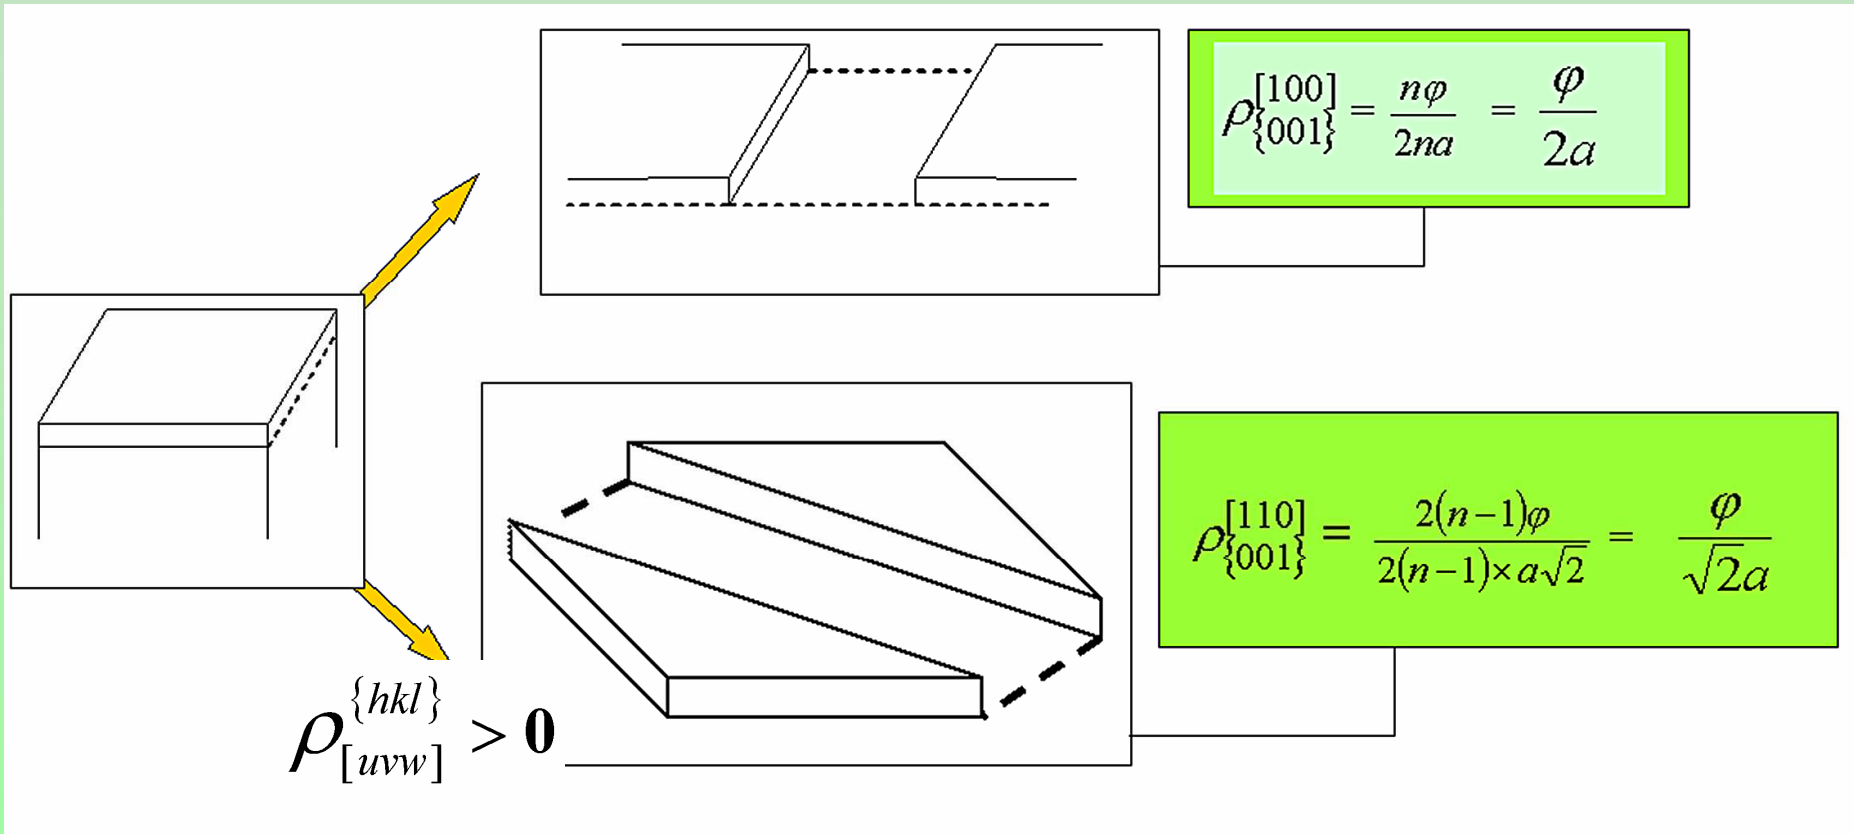 ρ[100]{001} = nφ/2na = φ/2a
ρ[110]{001} = 2(n−1)φ/2(n−1)×a√2 = φ/√2a
ρ{hkl}[uvw] > 0